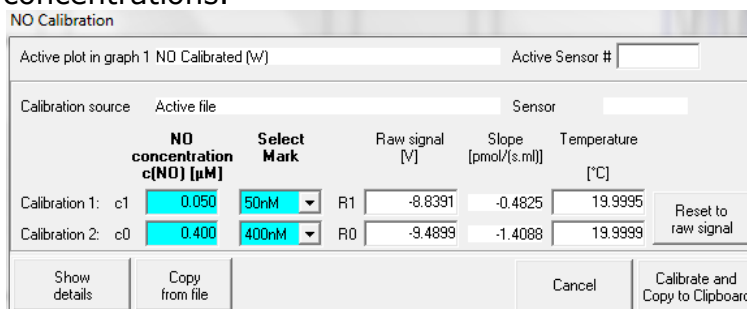 concentrations.
NO Calibration
Active plot in graph 1 NO Calibrated (W) Active Sensor #
Calibration source Active file Sensor
NO concentration c(NO) [µM] Select Mark Raw signal [V] Slope [pmol/(s.ml)] Temperature [°C]
Calibration 1: c1 0.050 50nM R1 -8.8391 -0.4825 19.9995
Calibration 2: c0 0.400 400nM R0 -9.4899 -1.4088 19.9999
Reset to raw signal
Show details Copy from file Cancel Calibrate and Copy to Clipboard